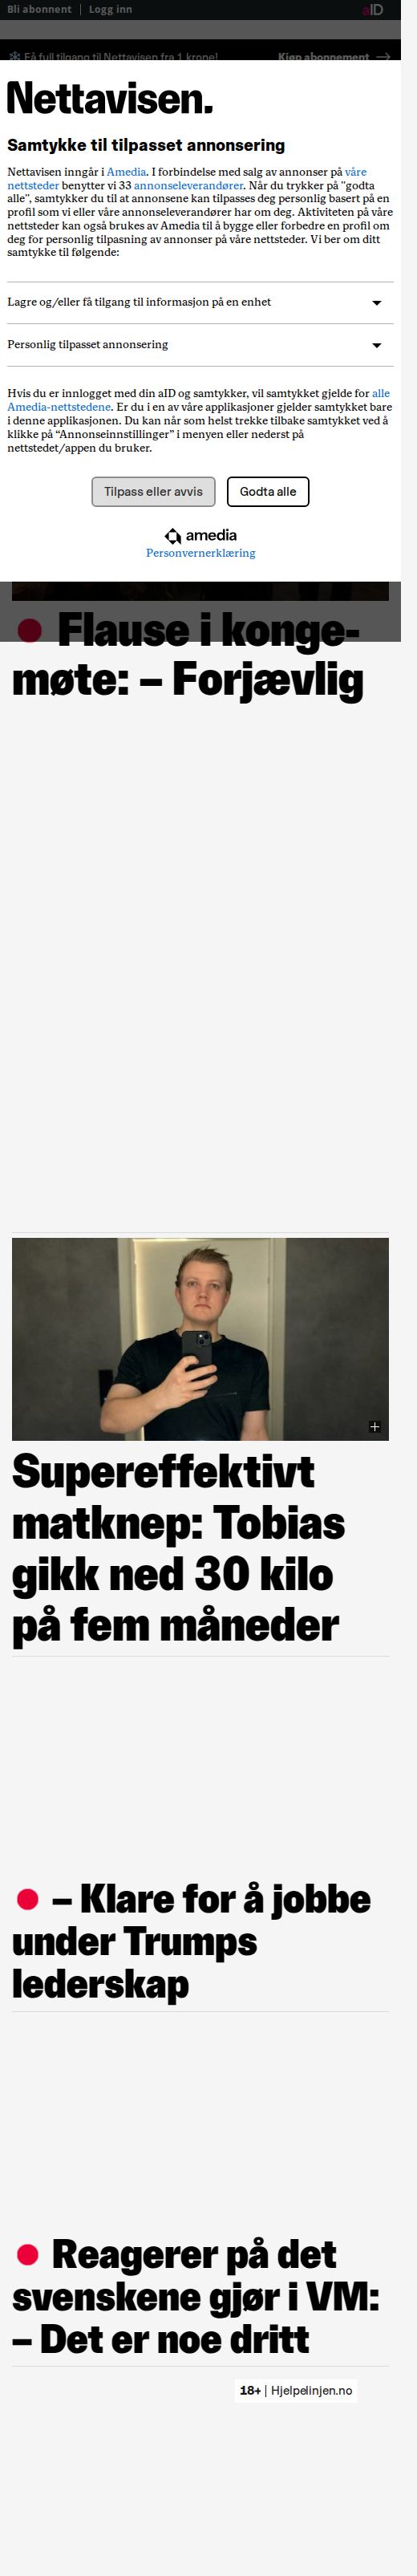 Bli abonnent | Logg inn aID
Få full tilgang til Nettavisen fra 1 krone! Kjøp abonnement
Nettavisen.
Samtykke til tilpasset annonsering
Nettavisen inngår i Amedia. I forbindelse med salg av annonser på våre
nettsteder benytter vi 33 annonseleverandører. Når du trykker på "godta
alle", samtykker du til at annonsene kan tilpasses deg personlig basert på en
profil som vi eller våre annonseleverandører har om deg. Aktiviteten på våre
nettsteder kan også brukes av Amedia til å bygge eller forbedre en profil om
deg for personlig tilpasning av annonser på våre nettsteder. Vi ber om ditt
samtykke til følgende:
Lagre og/eller få tilgang til informasjon på en enhet
Personlig tilpasset annonsering
Hvis du er innlogget med din aID og samtykker, vil samtykket gjelde for alle
Amedia-nettstedene. Er du i en av våre applikasjoner gjelder samtykket bare
i denne applikasjonen. Du kan når som helst trekke tilbake samtykket ved å
klikke på “Annonseinnstillinger” i menyen eller nederst på
nettstedet/appen du bruker.
Tilpass eller avvis Godta alle
amedia
Personvernerklæring
Flause i konge-
møte: – Forjævlig
Supereffektivt
matknep: Tobias
gikk ned 30 kilo
på fem måneder
– Klare for å jobbe
under Trumps
lederskap
Reagerer på det
svenskene gjør i VM:
– Det er noe dritt
18+ | Hjelpelinjen.no